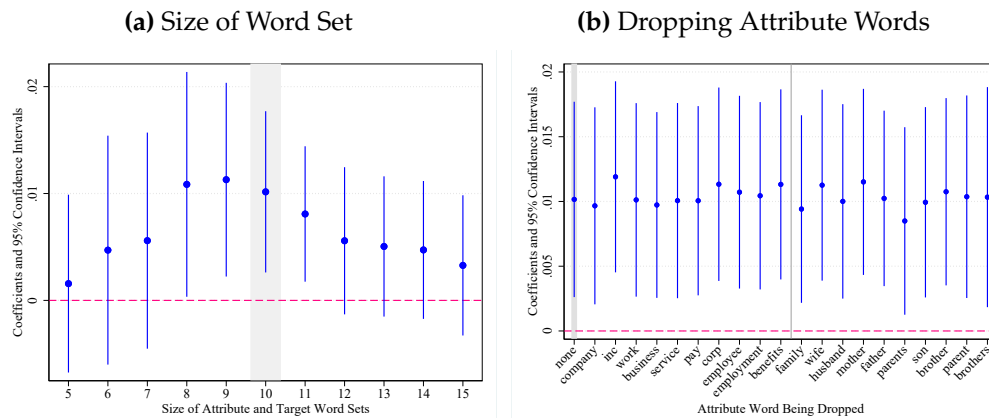 (a) Size of Word Set
Coefficients and 95% Confidence Intervals
.02
.01
0
5 6 7 8 9 10 11 12 13 14 15
Size of Attribute and Target Word Sets
(b) Dropping Attribute Words
Coefficients and 95% Confidence Intervals
.02
.015
.01
.005
0
none company inc work business service pay corp employee employment benefits family wife husband mother father parents son brother parent brothers
Attribute Word Being Dropped